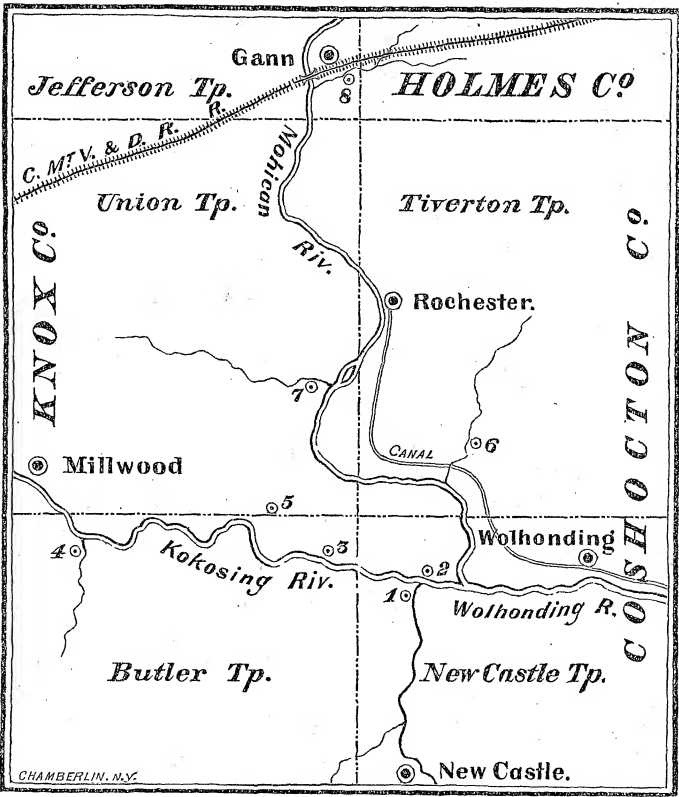 Gann
Jefferson Tp.
8
HOLMES Co.
C. MT. V. & D. R. R.
Mohican
Riv.
Union Tp.
Tiverton Tp.
KNOX Co.
COSHOCTON Co.
Rochester.
7
6
CANAL
Millwood
5
4
Kokosing Riv.
3
Wolhonding
2
1
Wolhonding R.
Butler Tp.
New Castle Tp.
New Castle.
CHAMBERLIN. N.Y.